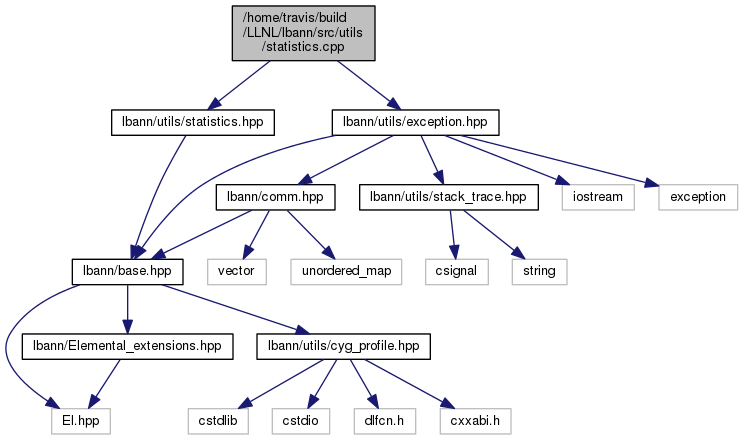 /home/travis/build
/LLNL/lbann/src/utils
/statistics.cpp
lbann/utils/statistics.hpp
lbann/utils/exception.hpp
lbann/comm.hpp
lbann/utils/stack_trace.hpp
iostream
exception
lbann/base.hpp
vector
unordered_map
csignal
string
lbann/Elemental_extensions.hpp
lbann/utils/cyg_profile.hpp
El.hpp
cstdlib
cstdio
dlfcn.h
cxxabi.h